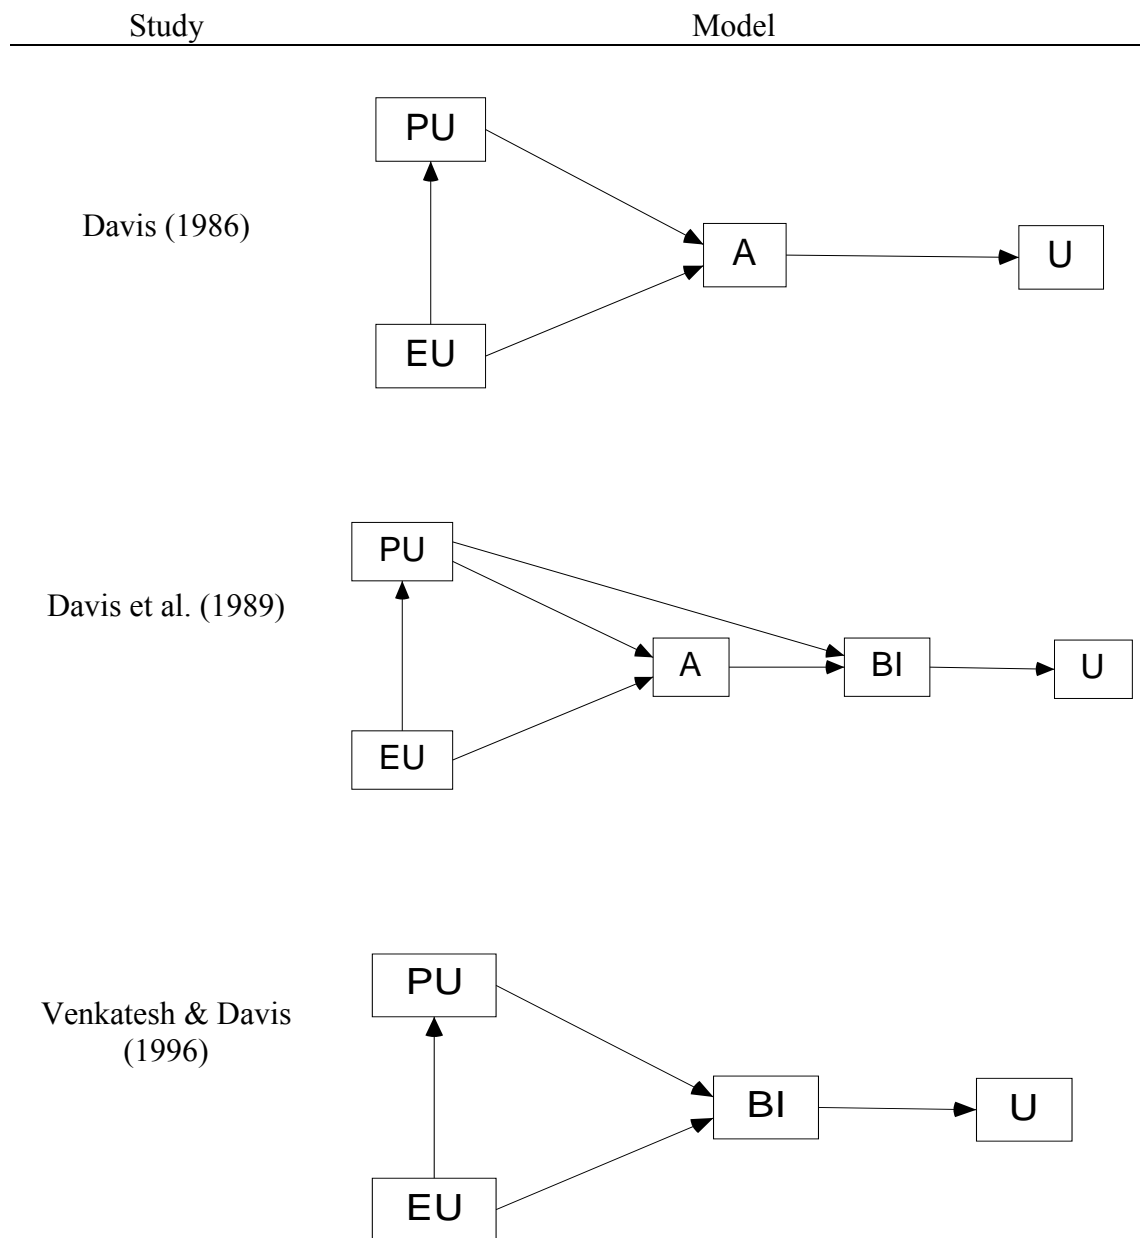 Study Model
PU
Davis (1986)
A
U
EU
PU
Davis et al. (1989)
A
BI
U
EU
PU
Venkatesh & Davis
(1996)
BI
U
EU